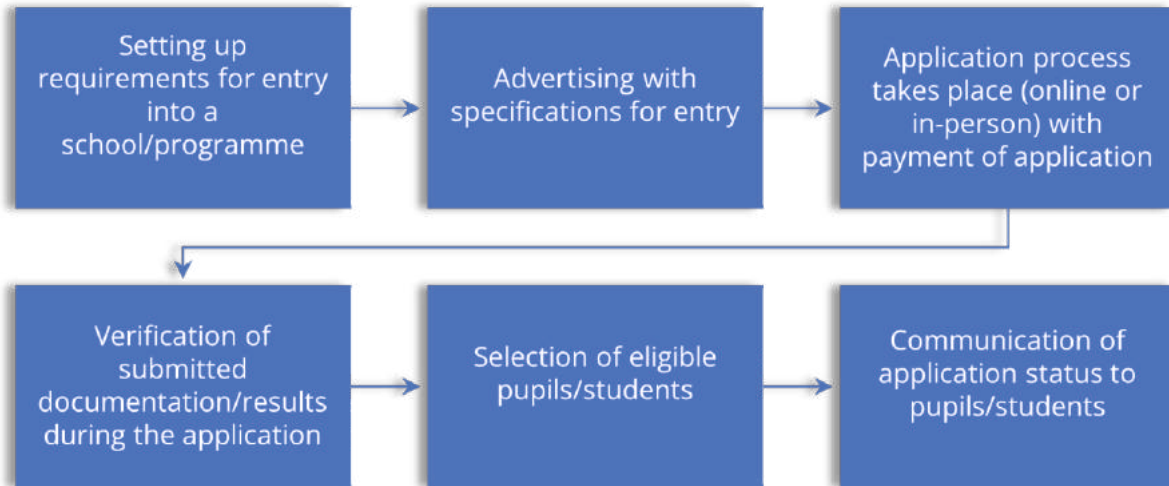 Setting up
requirements for entry
into a
school/programme
Advertising with
specifications for entry
Application process
takes place (online or
in-person) with
payment of application
Verification of
submitted
documentation/results
during the application
Selection of eligible
pupils/students
Communication of
application status to
pupils/students